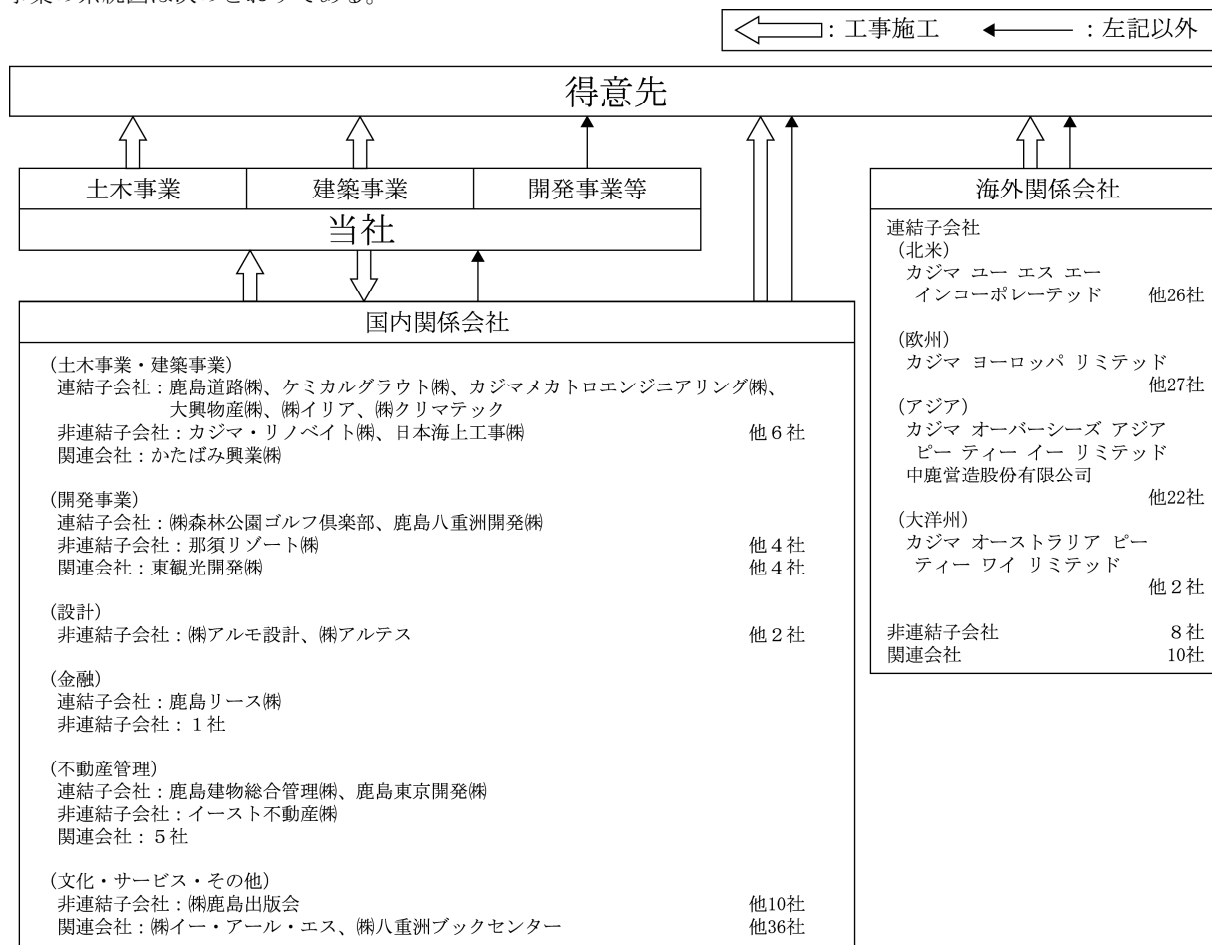 事業の系統図は次のとおりである。
：工事施工　：左記以外
得意先
土木事業　建築事業　開発事業等
当社
国内関係会社
(土木事業・建築事業)
連結子会社：鹿島道路㈱、ケミカルグラウト㈱、カジマメカトロエンジニアリング㈱、
大興物産㈱、㈱イリア、㈱クリマテック
非連結子会社：カジマ・リノベイト㈱、日本海上工事㈱　他６社
関連会社：かたばみ興業㈱
(開発事業)
連結子会社：㈱森林公園ゴルフ倶楽部、鹿島八重洲開発㈱
非連結子会社：那須リゾート㈱　他４社
関連会社：東観光開発㈱　他４社
(設計)
非連結子会社：㈱アルモ設計、㈱アルテス　他２社
(金融)
連結子会社：鹿島リース㈱
非連結子会社：１社
(不動産管理)
連結子会社：鹿島建物総合管理㈱、鹿島東京開発㈱
非連結子会社：イースト不動産㈱
関連会社：５社
(文化・サービス・その他)
非連結子会社：㈱鹿島出版会　他10社
関連会社：㈱イー・アール・エス、㈱八重洲ブックセンター　他36社
海外関係会社
連結子会社
(北米)
カジマ ユー エス エー
インコーポレーテッド　他26社
(欧州)
カジマ ヨーロッパ リミテッド
他27社
(アジア)
カジマ オーバーシーズ アジア
ピー ティー イー リミテッド
中鹿営造股份有限公司
他22社
(大洋州)
カジマ オーストラリア ピー
ティー ワイ リミテッド
他２社
非連結子会社　８社
関連会社　10社